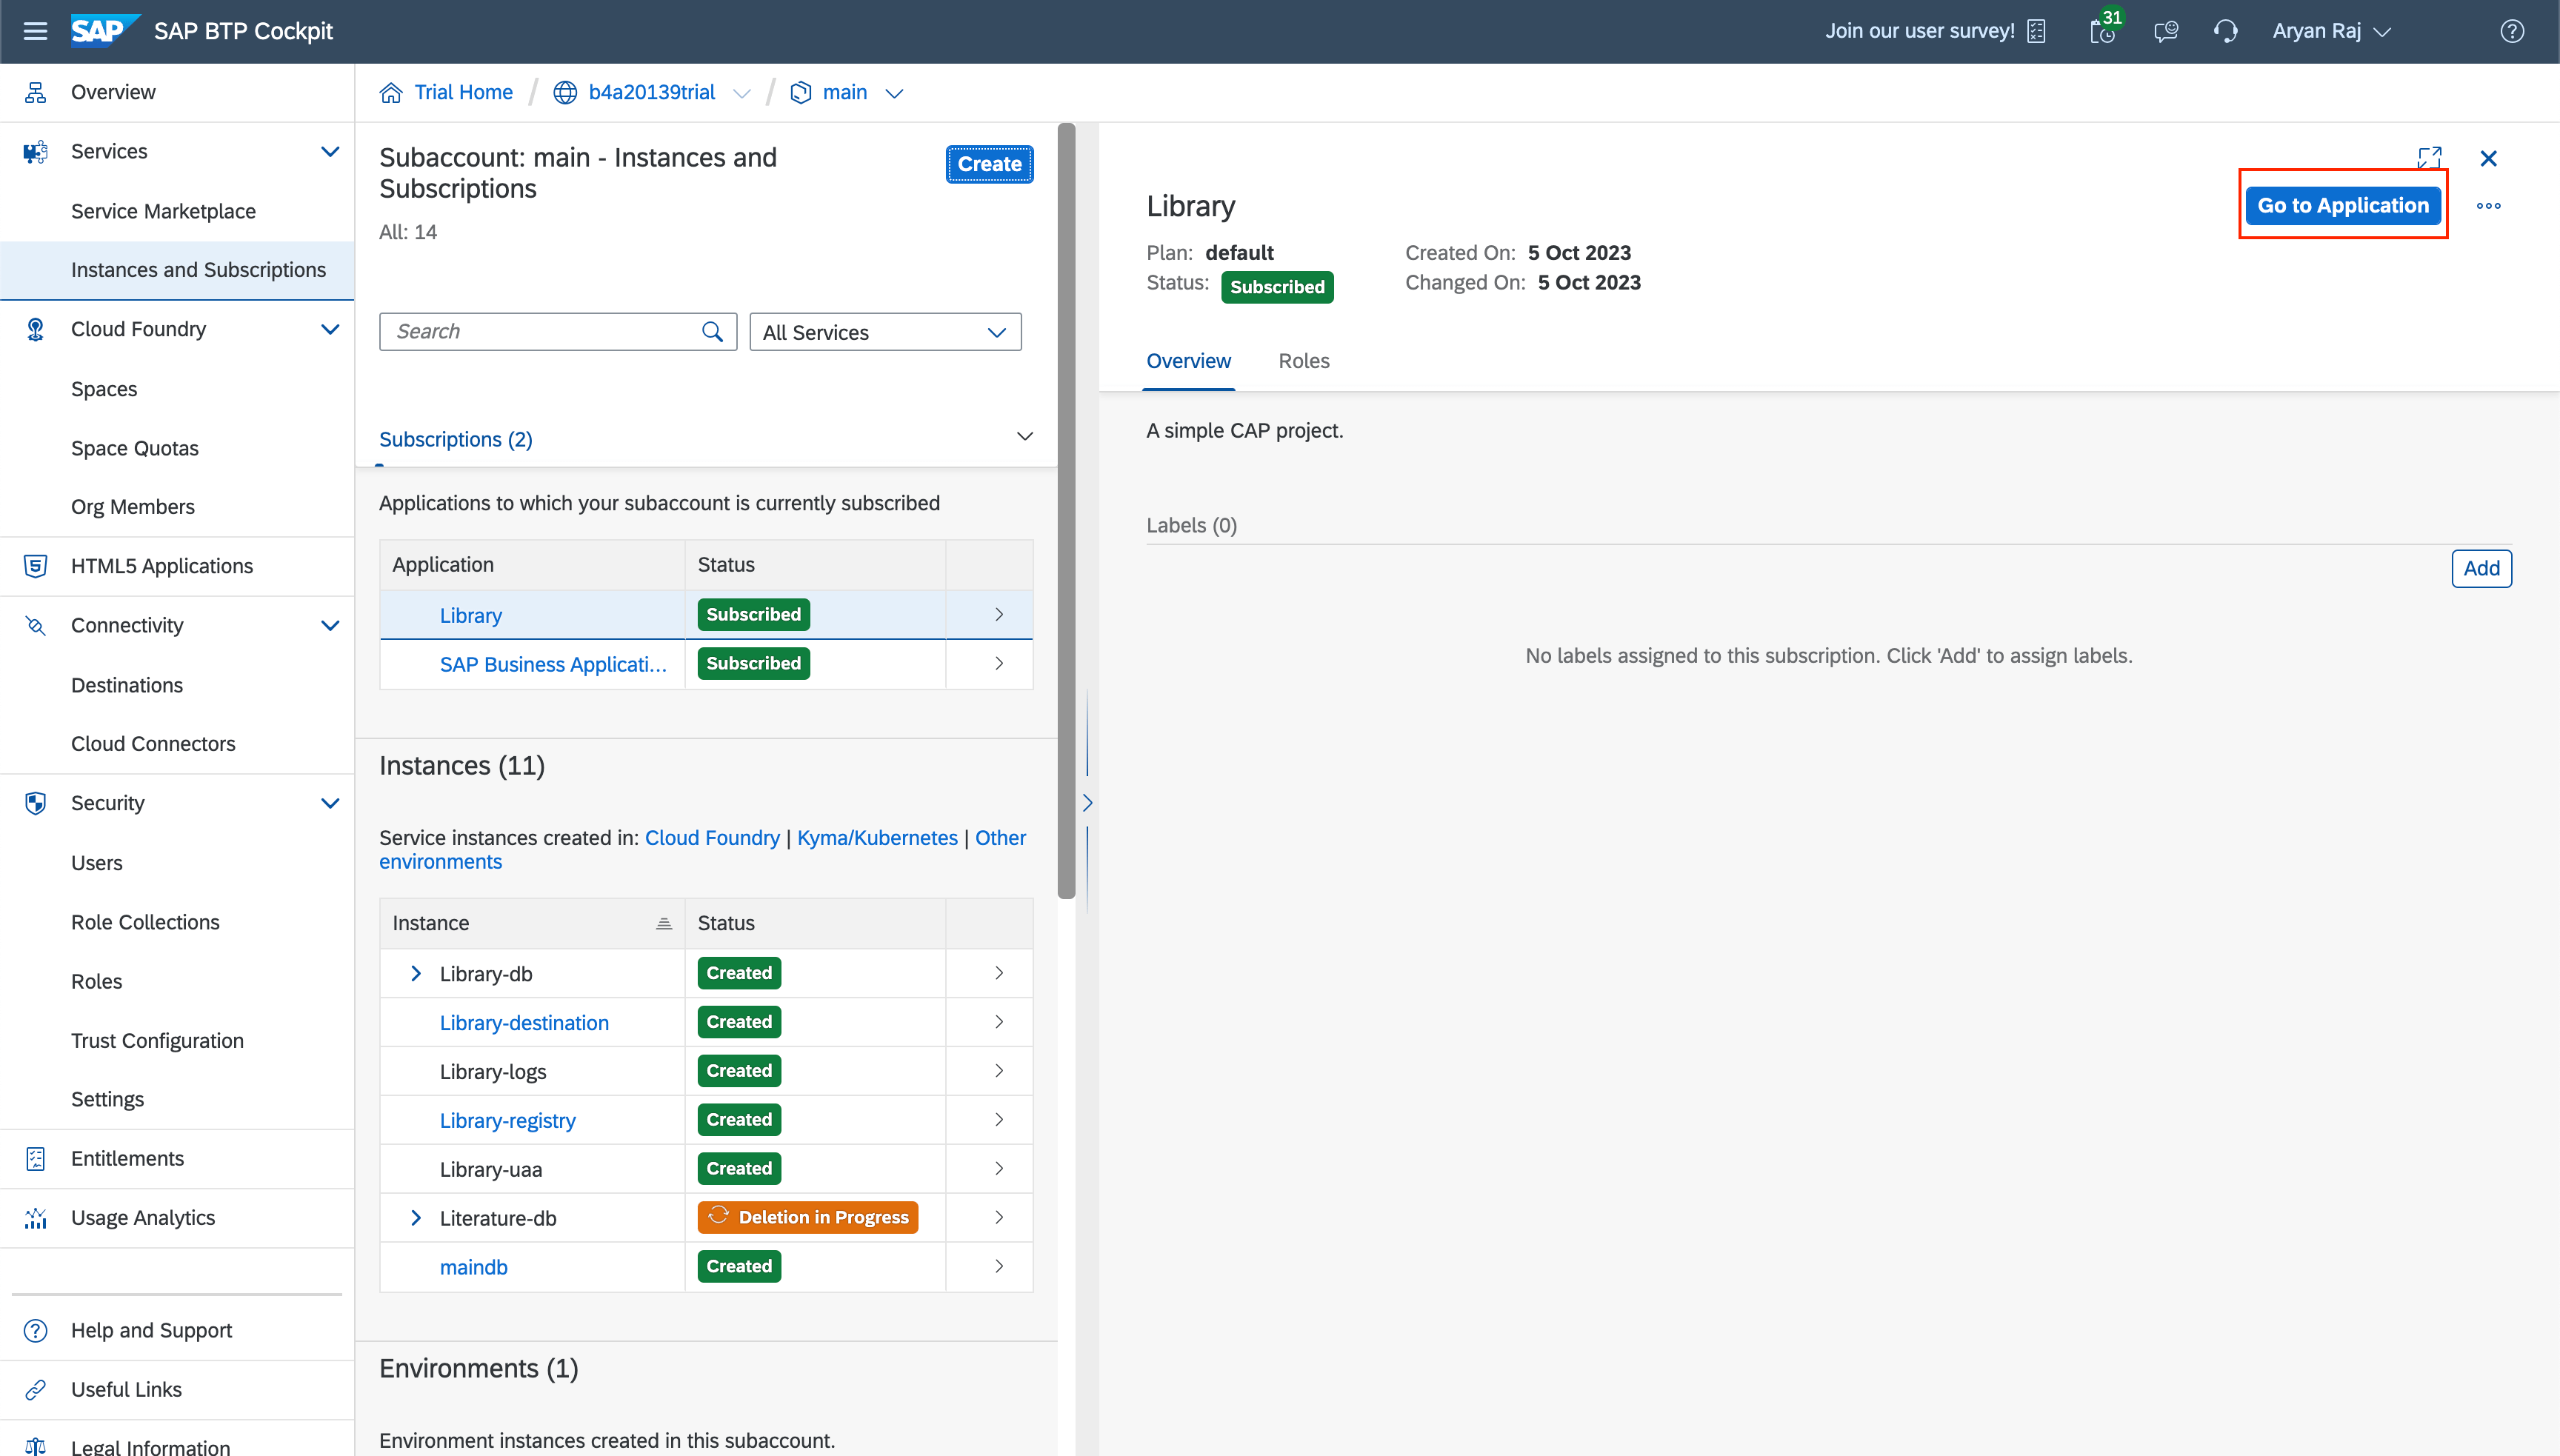 SAP SAP BTP Cockpit
Join our user survey!
31
Aryan Raj
Overview
Services
Service Marketplace
Instances and Subscriptions
Cloud Foundry
Spaces
Space Quotas
Org Members
HTML5 Applications
Connectivity
Destinations
Cloud Connectors
Security
Users
Role Collections
Roles
Trust Configuration
Settings
Entitlements
Usage Analytics
Help and Support
Useful Links
Legal Information
Trial Home / b4a20139trial / main
Subaccount: main - Instances and
Subscriptions
Create
All: 14
Search
All Services
Subscriptions (2)
Applications to which your subaccount is currently subscribed
Application Status
Library Subscribed
SAP Business Applicati... Subscribed
Instances (11)
Service instances created in: Cloud Foundry | Kyma/Kubernetes | Other
environments
Instance Status
Library-db Created
Library-destination Created
Library-logs Created
Library-registry Created
Library-uaa Created
Literature-db Deletion in Progress
maindb Created
Environments (1)
Environment instances created in this subaccount.
Library
Go to Application
Plan: default Created On: 5 Oct 2023
Status: Subscribed Changed On: 5 Oct 2023
Overview Roles
A simple CAP project.
Labels (0)
Add
No labels assigned to this subscription. Click 'Add' to assign labels.